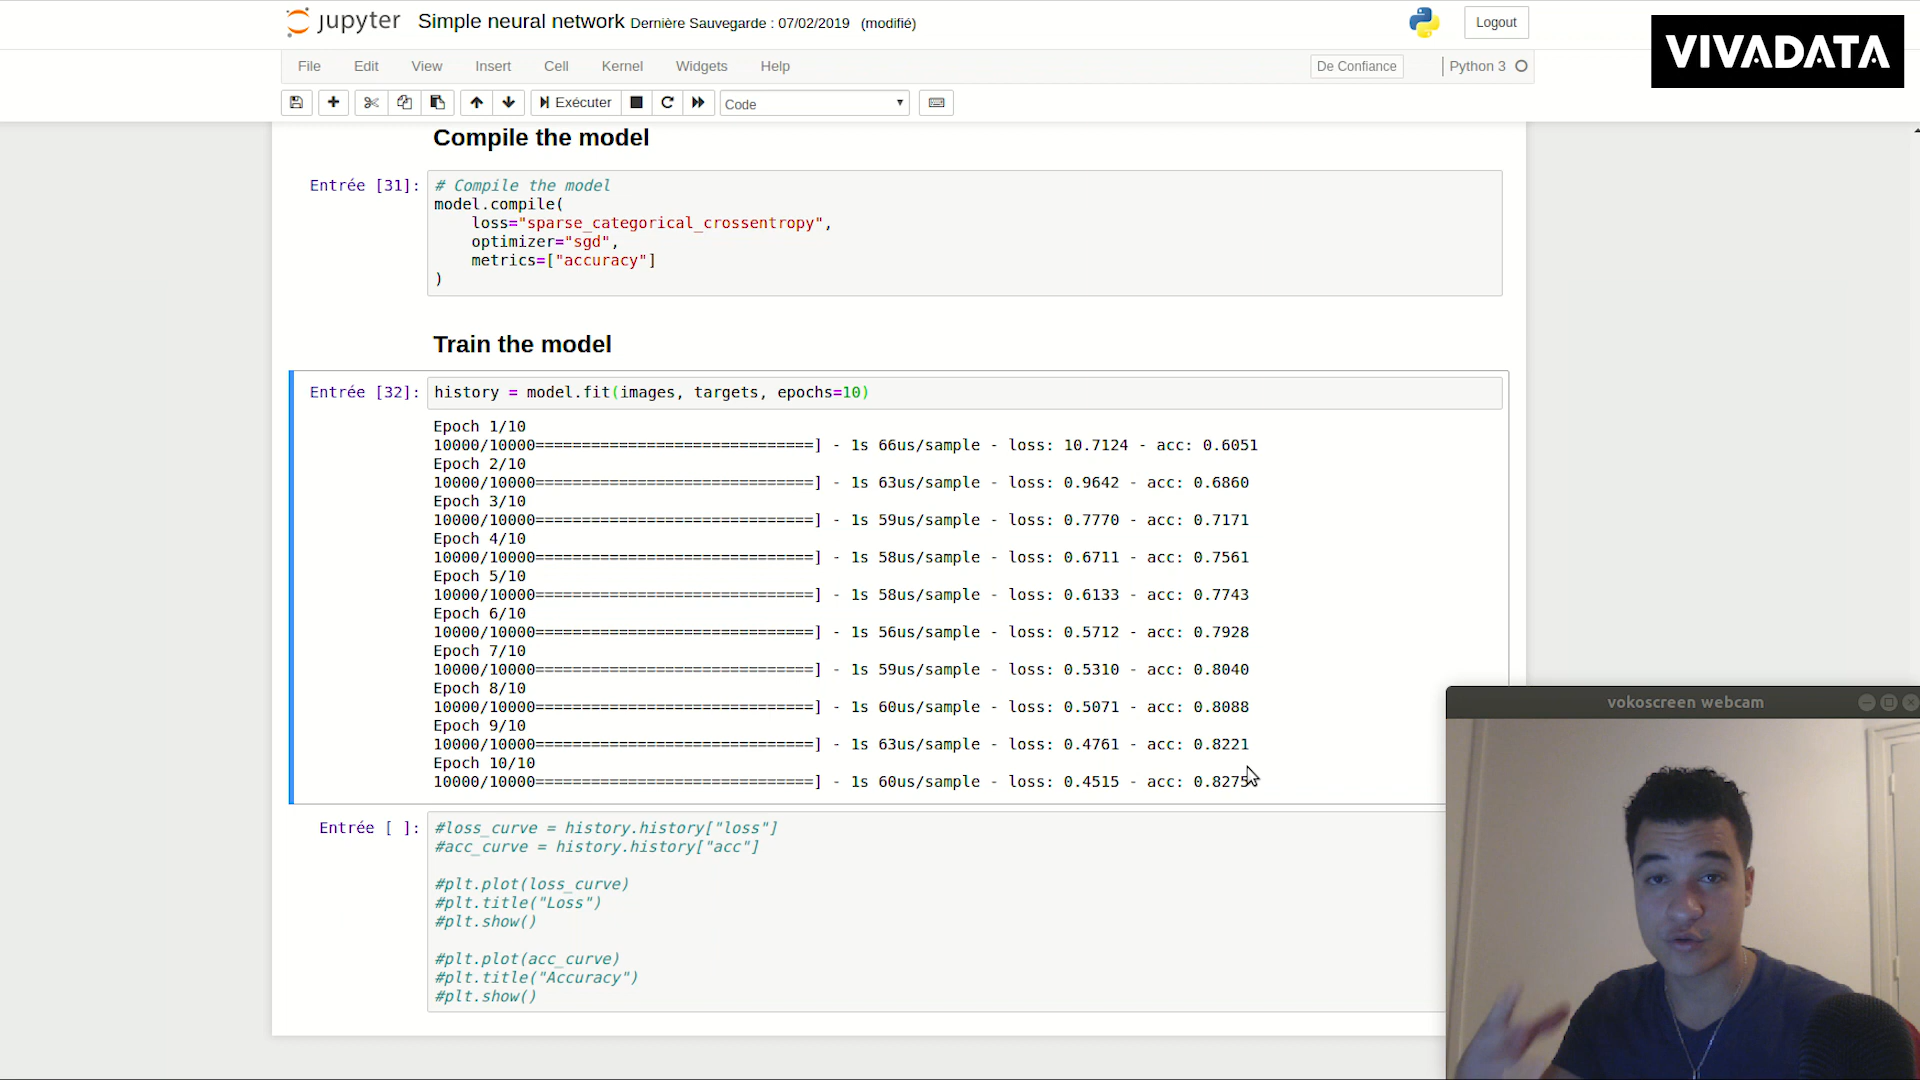 jupyter Simple neural network Dernière Sauvegarde : 07/02/2019 (modifié)
Logout
VIVADATA
File Edit View Insert Cell Kernel Widgets Help
De Confiance
Python 3
Exécuter
Code
Compile the model
Entrée [31]:
# Compile the model
model.compile(
loss="sparse_categorical_crossentropy",
optimizer="sgd",
metrics=["accuracy"]
)
Train the model
Entrée [32]:
history = model.fit(images, targets, epochs=10)
Epoch 1/10
10000/10000==============================] - 1s 66us/sample - loss: 10.7124 - acc: 0.6051
Epoch 2/10
10000/10000==============================] - 1s 63us/sample - loss: 0.9642 - acc: 0.6860
Epoch 3/10
10000/10000==============================] - 1s 59us/sample - loss: 0.7770 - acc: 0.7171
Epoch 4/10
10000/10000==============================] - 1s 58us/sample - loss: 0.6711 - acc: 0.7561
Epoch 5/10
10000/10000==============================] - 1s 58us/sample - loss: 0.6133 - acc: 0.7743
Epoch 6/10
10000/10000==============================] - 1s 56us/sample - loss: 0.5712 - acc: 0.7928
Epoch 7/10
10000/10000==============================] - 1s 59us/sample - loss: 0.5310 - acc: 0.8040
Epoch 8/10
10000/10000==============================] - 1s 60us/sample - loss: 0.5071 - acc: 0.8088
Epoch 9/10
10000/10000==============================] - 1s 63us/sample - loss: 0.4761 - acc: 0.8221
Epoch 10/10
10000/10000==============================] - 1s 60us/sample - loss: 0.4515 - acc: 0.8275
Entrée [ ]:
#loss_curve = history.history["loss"]
#acc_curve = history.history["acc"]
#plt.plot(loss_curve)
#plt.title("Loss")
#plt.show()
#plt.plot(acc_curve)
#plt.title("Accuracy")
#plt.show()
vokoscreen webcam